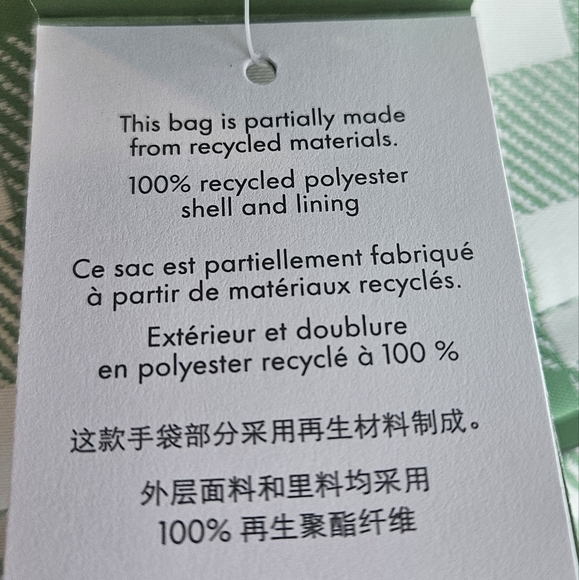 This bag is partially made
from recycled materials.
100% recycled polyester
shell and lining
Ce sac est partiellement fabriqué
à partir de matériaux recyclés.
Extérieur et doublure
en polyester recyclé à 100 %
这款手袋部分采用再生材料制成。
外层面料和里料均采用
100% 再生聚酯纤维